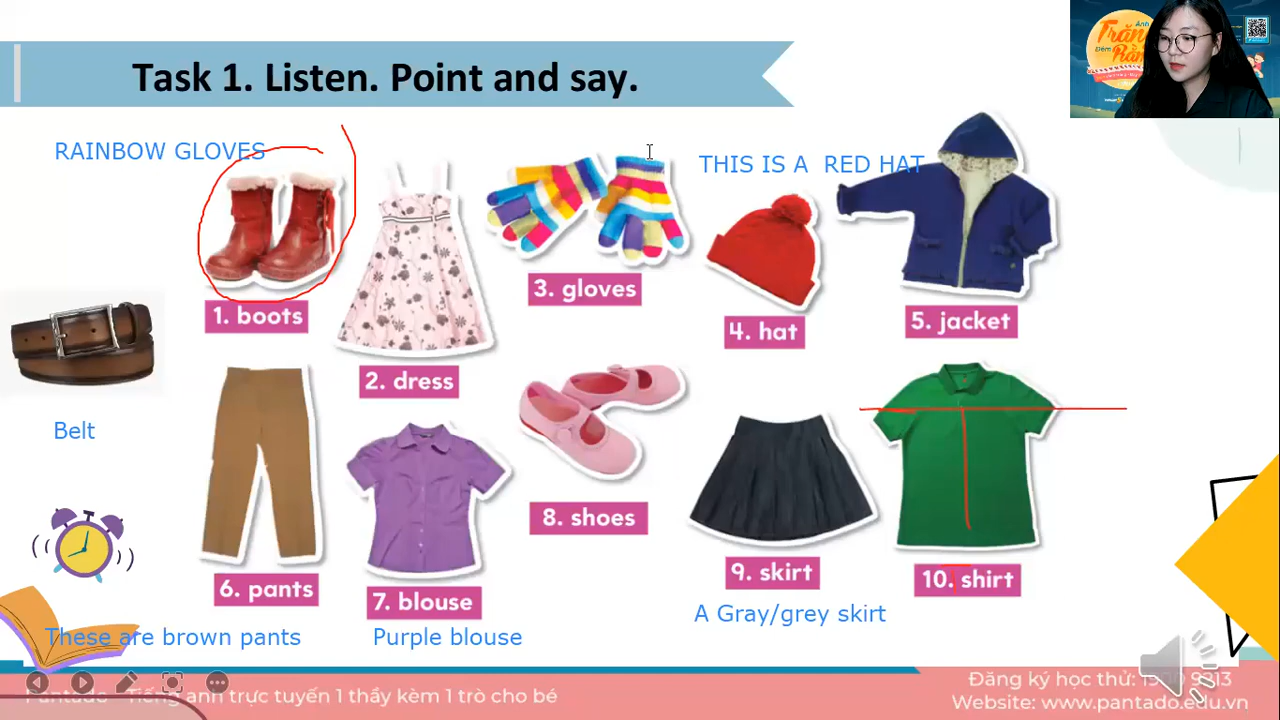 Task 1. Listen. Point and say.
RAINBOW GLOVES
THIS IS A  RED HAT
1. boots
2. dress
3. gloves
4. hat
5. jacket
Belt
6. pants
7. blouse
8. shoes
9. skirt
10. shirt
These are brown pants
Purple blouse
A Gray/grey skirt
Pantado - Tiếng anh trực tuyến 1 thầy kèm 1 trò cho bé
Đăng ký học thử:
Website: www.pantado.edu.vn